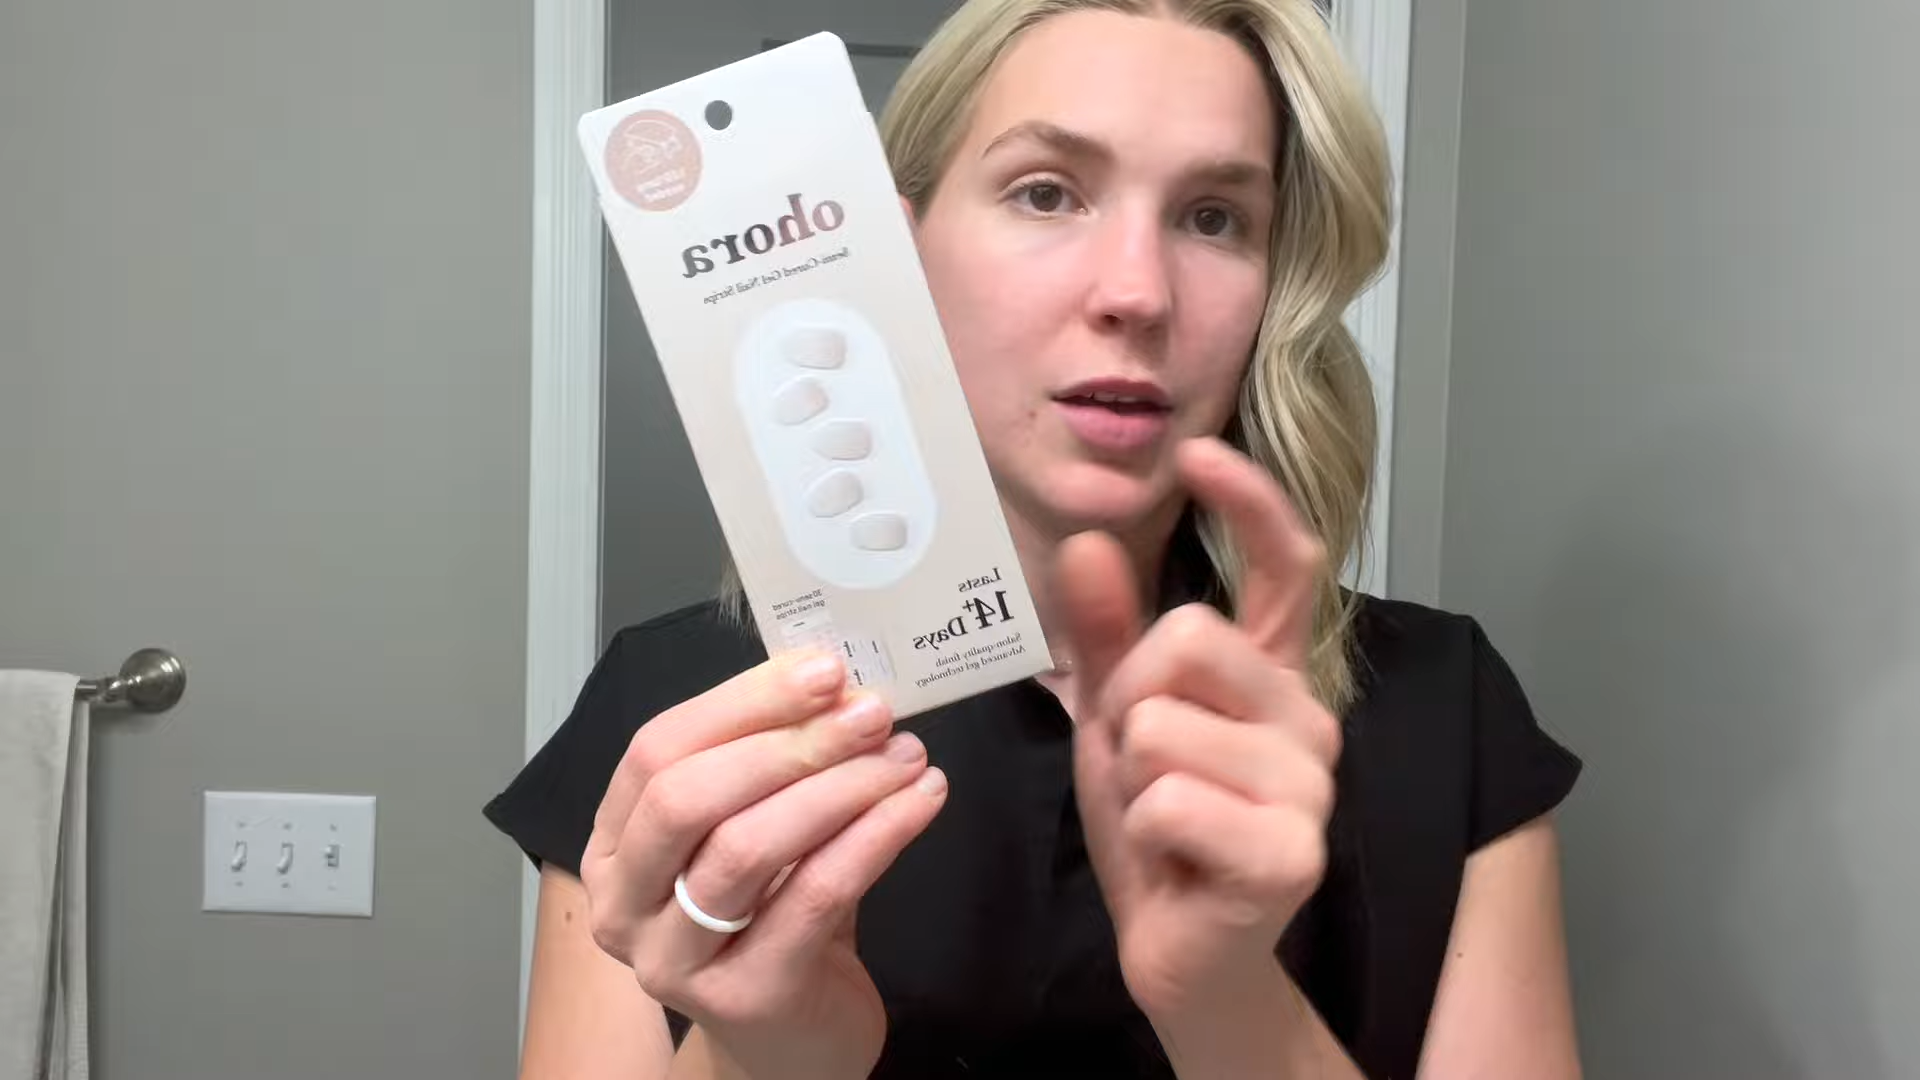 ohora
Semi-Cured Gel Nail Strips
Lasts
14+ Days
Salon-quality finish
Advanced gel technology
30 semi-cured
gel nail strips